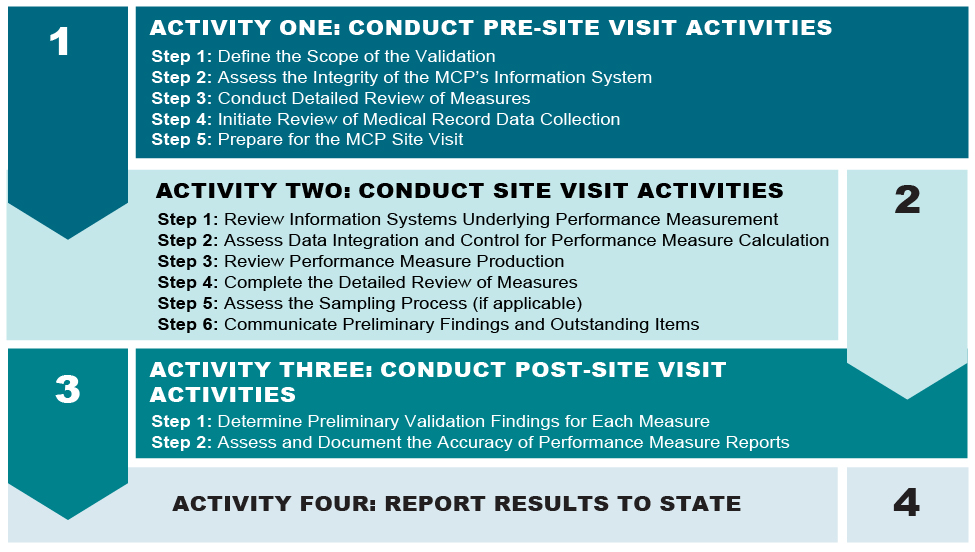 1
ACTIVITY ONE: CONDUCT PRE-SITE VISIT ACTIVITIES
Step 1: Define the Scope of the Validation
Step 2: Assess the Integrity of the MCP's Information System
Step 3: Conduct Detailed Review of Measures
Step 4: Initiate Review of Medical Record Data Collection
Step 5: Prepare for the MCP Site Visit
ACTIVITY TWO: CONDUCT SITE VISIT ACTIVITIES
2
Step 1: Review Information Systems Underlying Performance Measurement
Step 2: Assess Data Integration and Control for Performance Measure Calculation
Step 3: Review Performance Measure Production
Step 4: Complete the Detailed Review of Measures
Step 5: Assess the Sampling Process (if applicable)
Step 6: Communicate Preliminary Findings and Outstanding Items
3
ACTIVITY THREE: CONDUCT POST-SITE VISIT
ACTIVITIES
Step 1: Determine Preliminary Validation Findings for Each Measure
Step 2: Assess and Document the Accuracy of Performance Measure Reports
ACTIVITY FOUR: REPORT RESULTS TO STATE
4